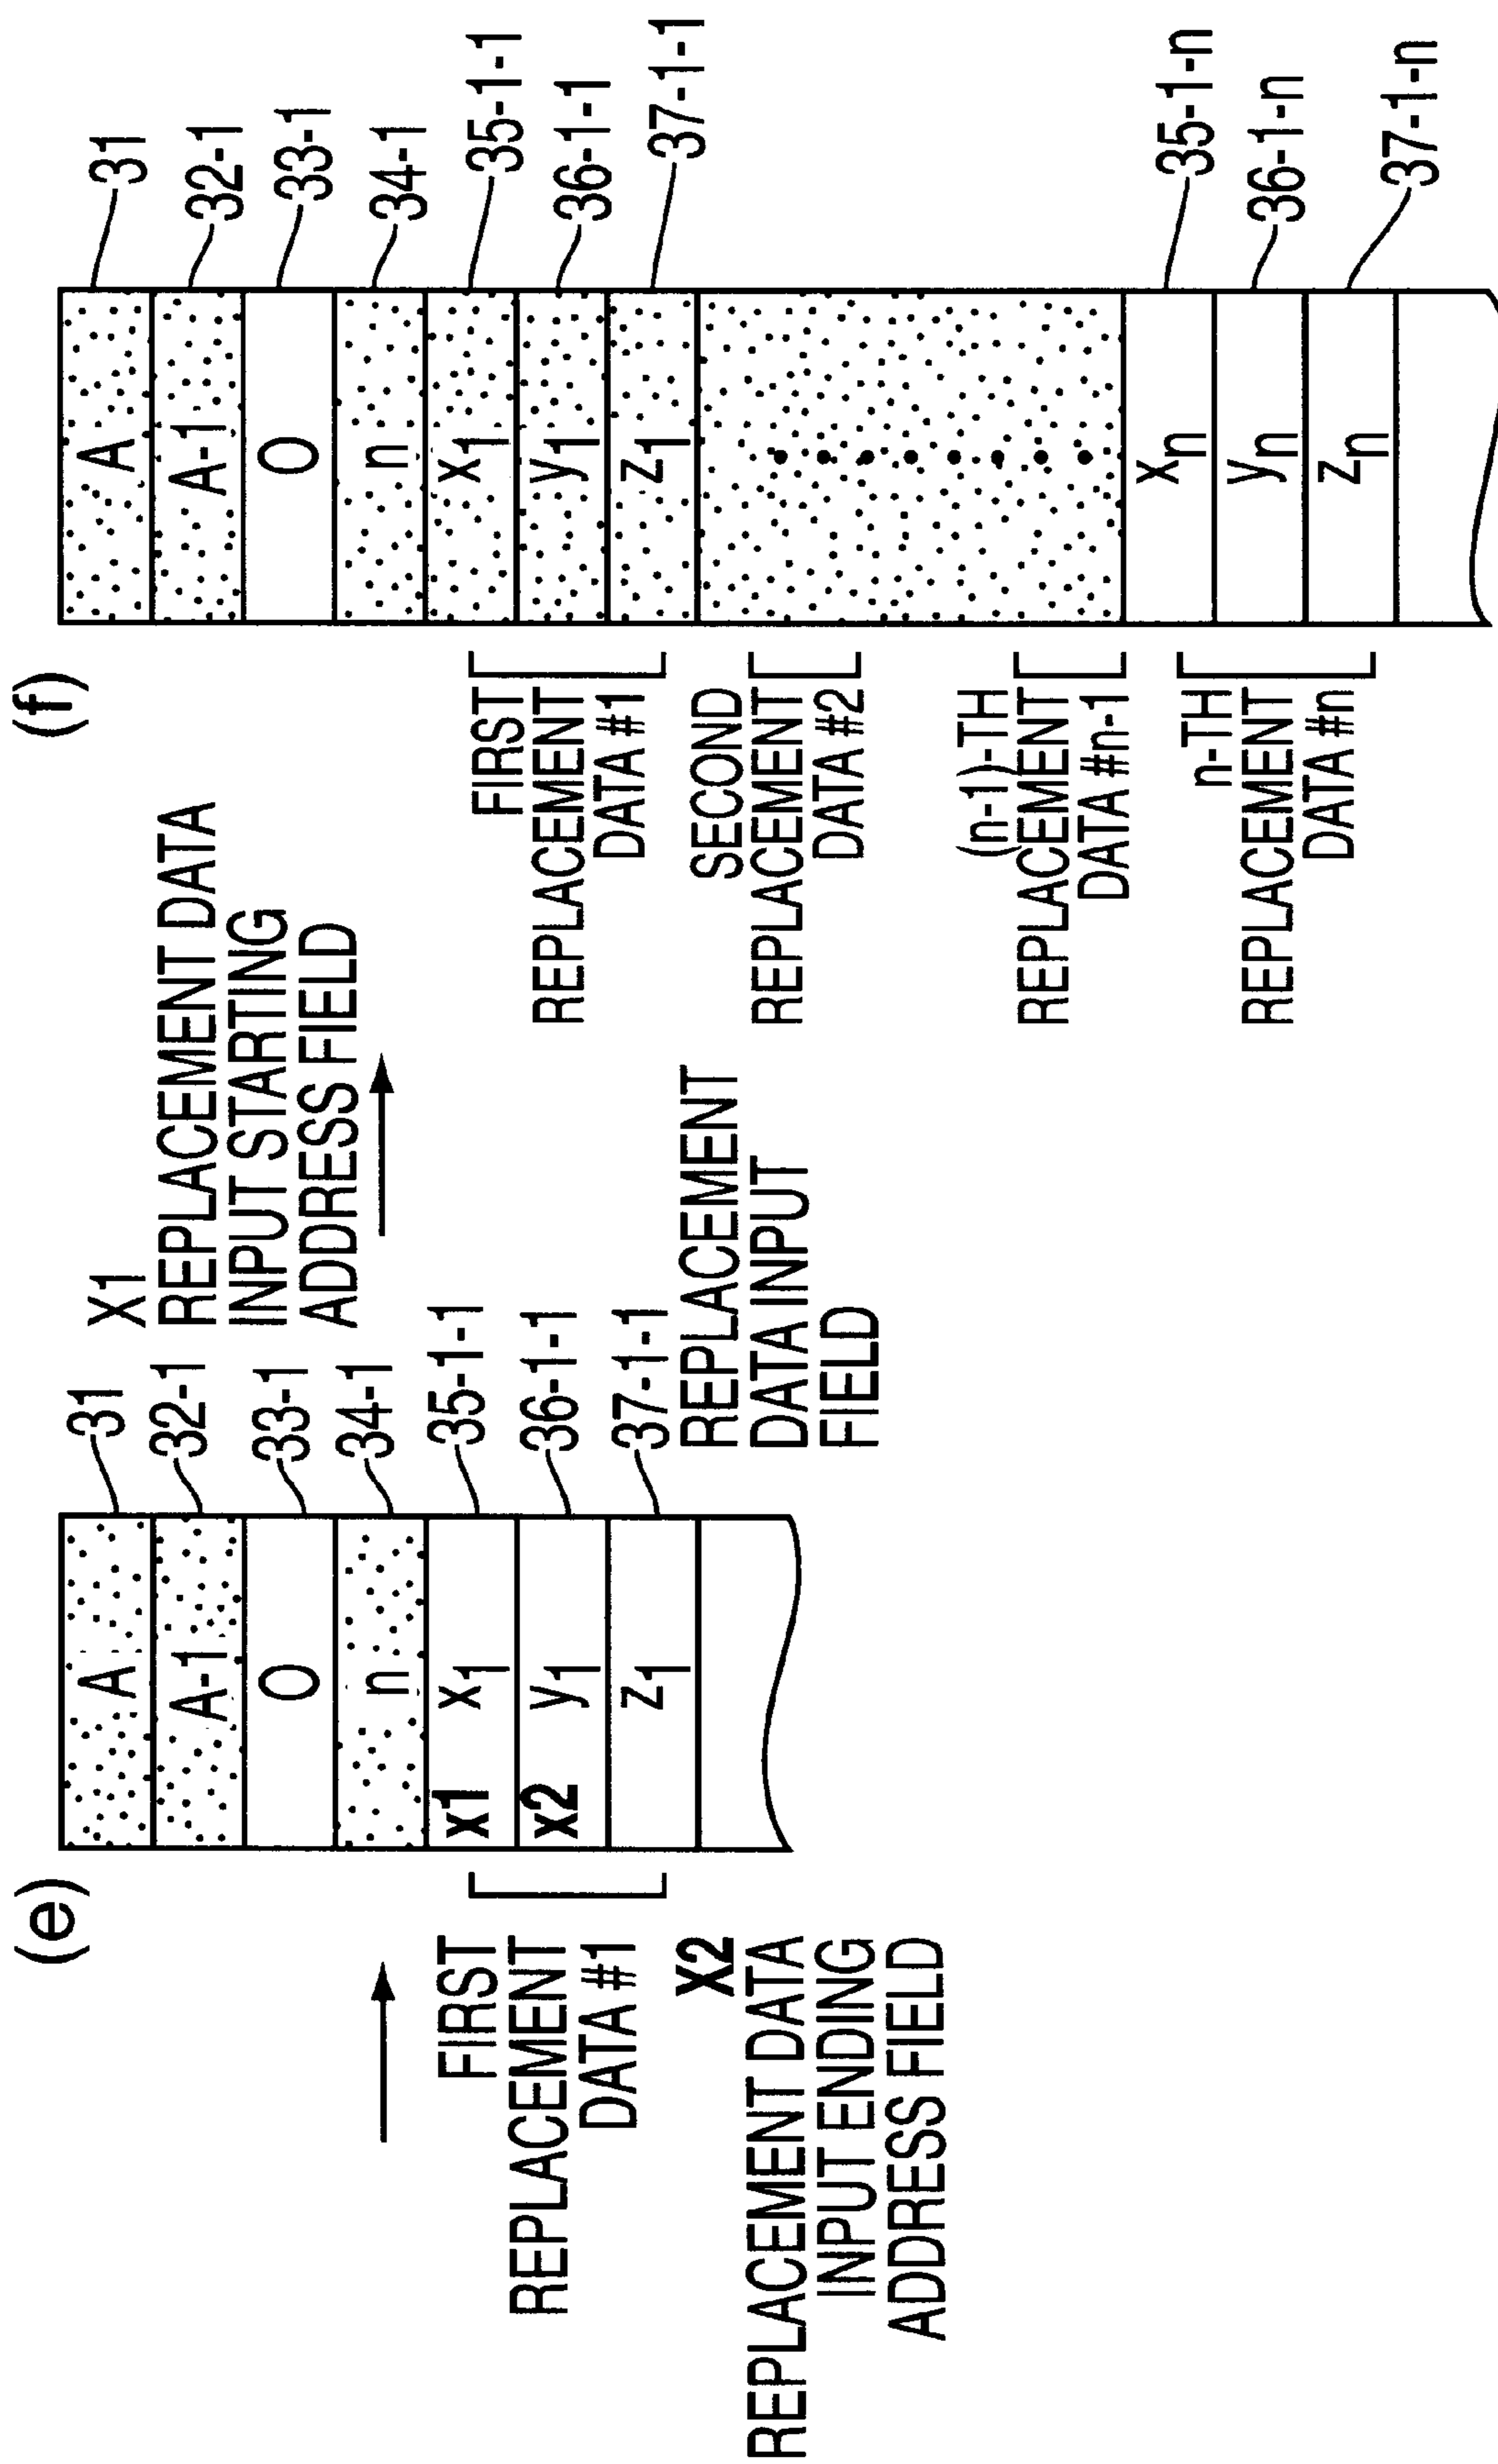 (e)
31
32-1
33-1
34-1
35-1-1
36-1-1
37-1-1
A
A-1
0
n
x1 x1
x2 y1
z1
FIRST
REPLACEMENT
DATA #1
X2
REPLACEMENT DATA
INPUT ENDING
ADDRESS FIELD
X1
REPLACEMENT DATA
INPUT STARTING
ADDRESS FIELD
REPLACEMENT
DATA INPUT
FIELD
(f)
31
32-1
33-1
34-1
35-1-1
36-1-1
37-1-1
35-1-n
36-1-n
37-1-n
A
A-1
0
n
x1
y1
z1
xn
yn
zn
FIRST
REPLACEMENT
DATA #1
SECOND
REPLACEMENT
DATA #2
(n-1)-TH
REPLACEMENT
DATA #n-1
n-TH
REPLACEMENT
DATA #n